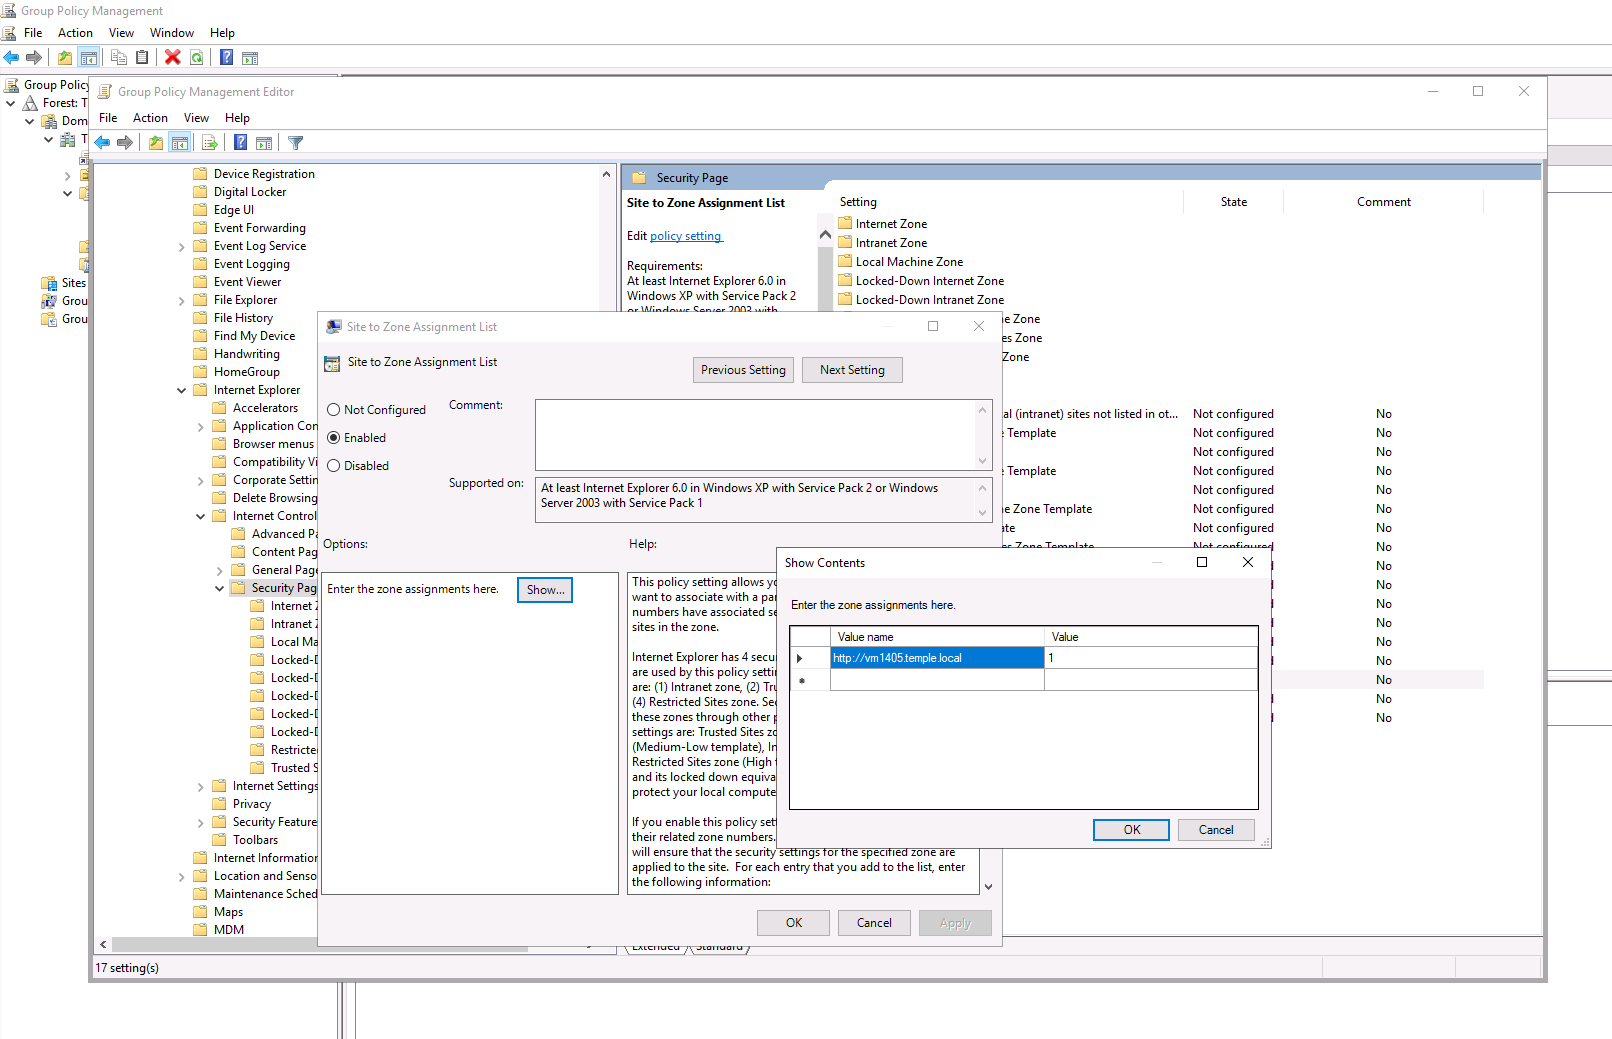 Group Policy Management
File Action View Window Help
Group Policy
Forest: T
Dom
T
Sites
Grou
Grou
Group Policy Management Editor
File Action View Help
Device Registration
Digital Locker
Edge UI
Event Forwarding
Event Log Service
Event Logging
Event Viewer
File Explorer
File History
Find My Device
Handwriting
HomeGroup
Internet Explorer
Accelerators
Application Con
Browser menus
Compatibility Vi
Corporate Settin
Delete Browsing
Internet Control
Advanced Pa
Content Pag
General Page
Security Pag
Internet Z
Intranet Z
Local Ma
Locked-D
Locked-D
Locked-D
Locked-D
Locked-D
Restricted
Trusted S
Internet Settings
Privacy
Security Feature
Toolbars
Internet Information
Location and Senso
Maintenance Sched
Maps
MDM
Security Page
Site to Zone Assignment List
Edit policy setting
Requirements:
At least Internet Explorer 6.0 in
Windows XP with Service Pack 2
or Windows Server 2003 with
Setting State Comment
Internet Zone
Intranet Zone
Local Machine Zone
Locked-Down Internet Zone
Locked-Down Intranet Zone
e Zone
es Zone
Zone
al (intranet) sites not listed in ot... Not configured No
Template Not configured No
Not configured No
Template Not configured No
Not configured No
e Zone Template Not configured No
ate Not configured No
es Zone Template Not configured No
d No
d No
d No
d No
d No
d No
No
d No
d No
Extended Standard
17 setting(s)
Site to Zone Assignment List
Site to Zone Assignment List
Previous Setting Next Setting
Not Configured
Enabled
Disabled
Comment:
Supported on:
At least Internet Explorer 6.0 in Windows XP with Service Pack 2 or Windows
Server 2003 with Service Pack 1
Options: Help:
Enter the zone assignments here. Show...
This policy setting allows yo
want to associate with a pa
numbers have associated se
sites in the zone.
Internet Explorer has 4 secu
are used by this policy settin
are: (1) Intranet zone, (2) Tru
(4) Restricted Sites zone. Sec
these zones through other p
settings are: Trusted Sites zo
(Medium-Low template), In
Restricted Sites zone (High t
and its locked down equiva
protect your local compute
If you enable this policy set
their related zone numbers.
will ensure that the security settings for the specified zone are
applied to the site.  For each entry that you add to the list, enter
the following information:
OK Cancel Apply
Show Contents
Enter the zone assignments here.
Value name Value
http://vm1405.temple.local 1
OK Cancel